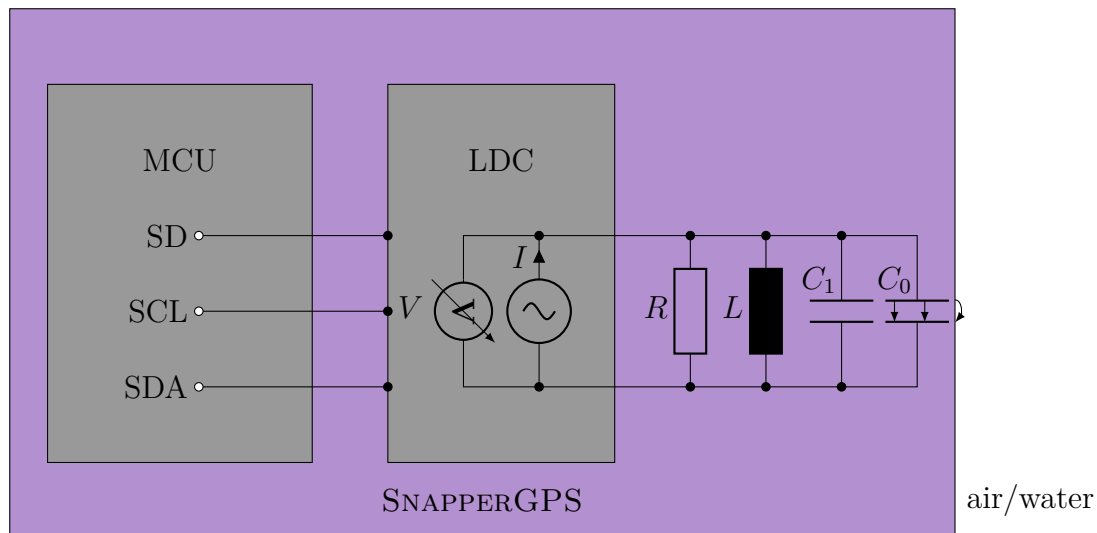 MCU
LDC
SD
SCL
SDA
V
V
I
R
L
C₁
C₀
SNAPPERGPS
air/water